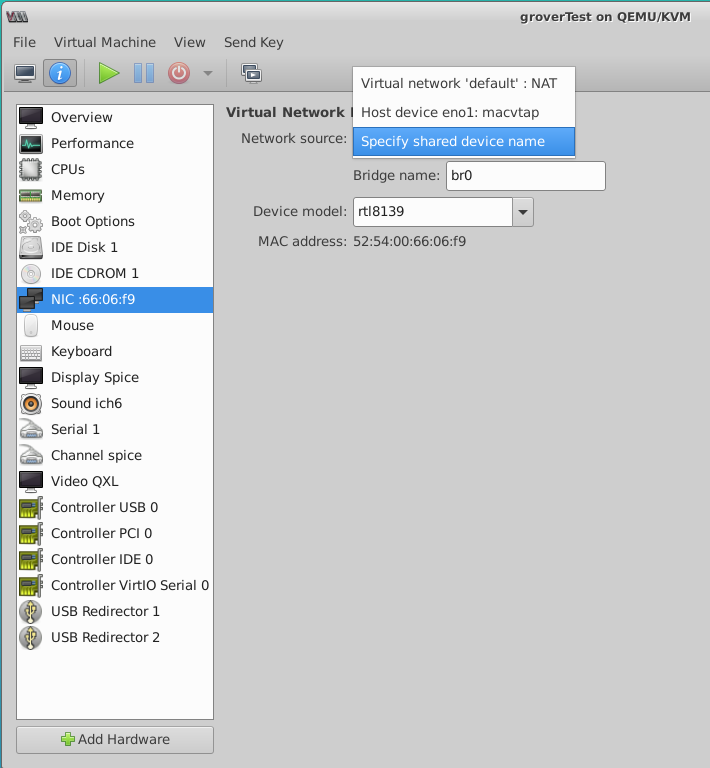 groverTest on QEMU/KVM
File Virtual Machine View Send Key
Overview
Performance
CPUs
Memory
Boot Options
IDE Disk 1
IDE CDROM 1
NIC :66:06:f9
Mouse
Keyboard
Display Spice
Sound ich6
Serial 1
Channel spice
Video QXL
Controller USB 0
Controller PCI 0
Controller IDE 0
Controller VirtIO Serial 0
USB Redirector 1
USB Redirector 2
Add Hardware
Virtual Network
Network source:
Virtual network 'default' : NAT
Host device eno1: macvtap
Specify shared device name
Bridge name: br0
Device model: rtl8139
MAC address: 52:54:00:66:06:f9